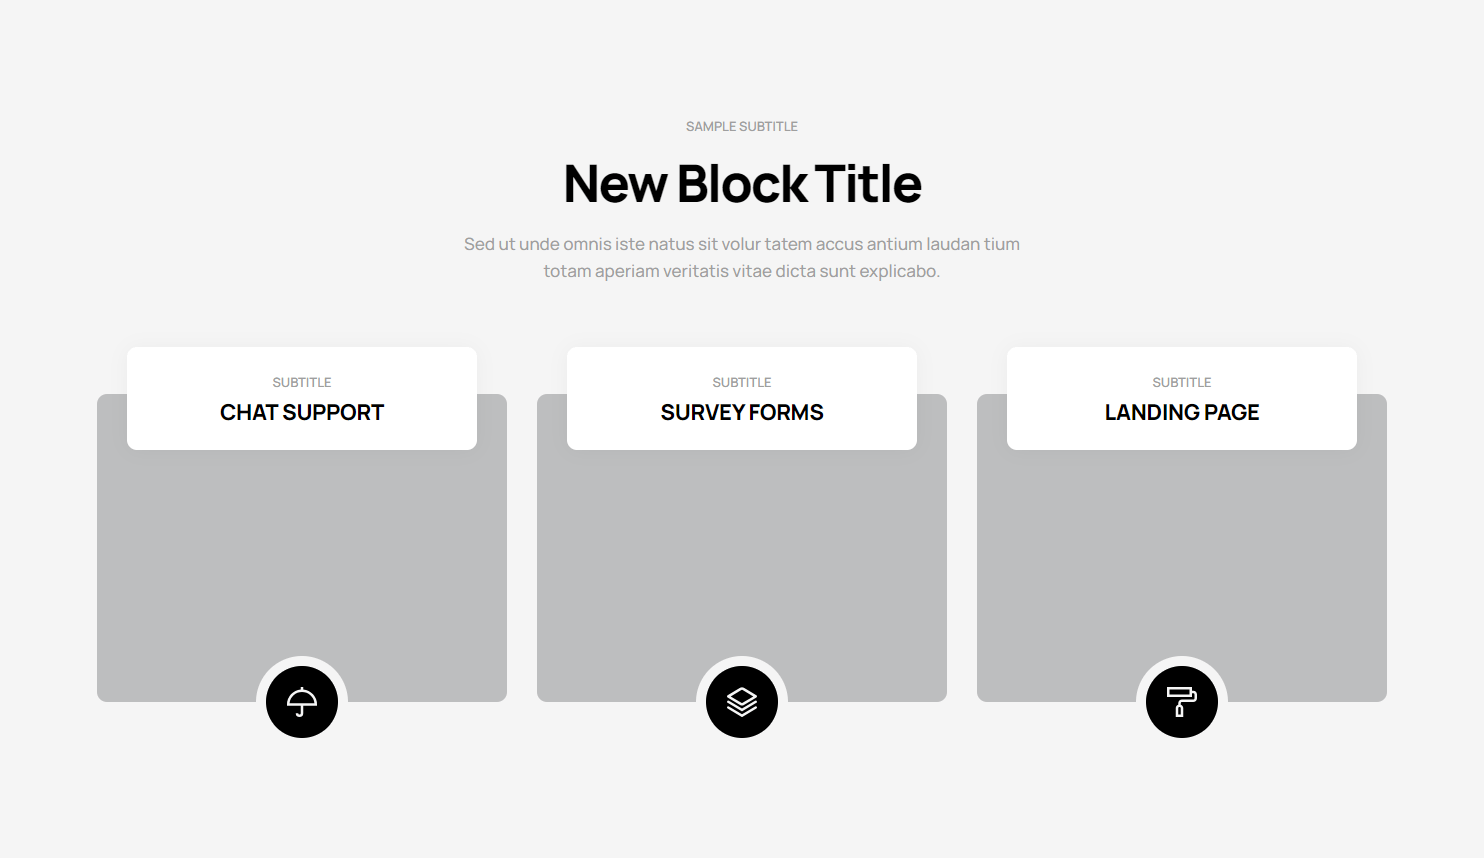 SAMPLE SUBTITLE
New Block Title
Sed ut unde omnis iste natus sit volur tatem accus antium laudan tium
totam aperiam veritatis vitae dicta sunt explicabo.
SUBTITLE
CHAT SUPPORT
SUBTITLE
SURVEY FORMS
SUBTITLE
LANDING PAGE